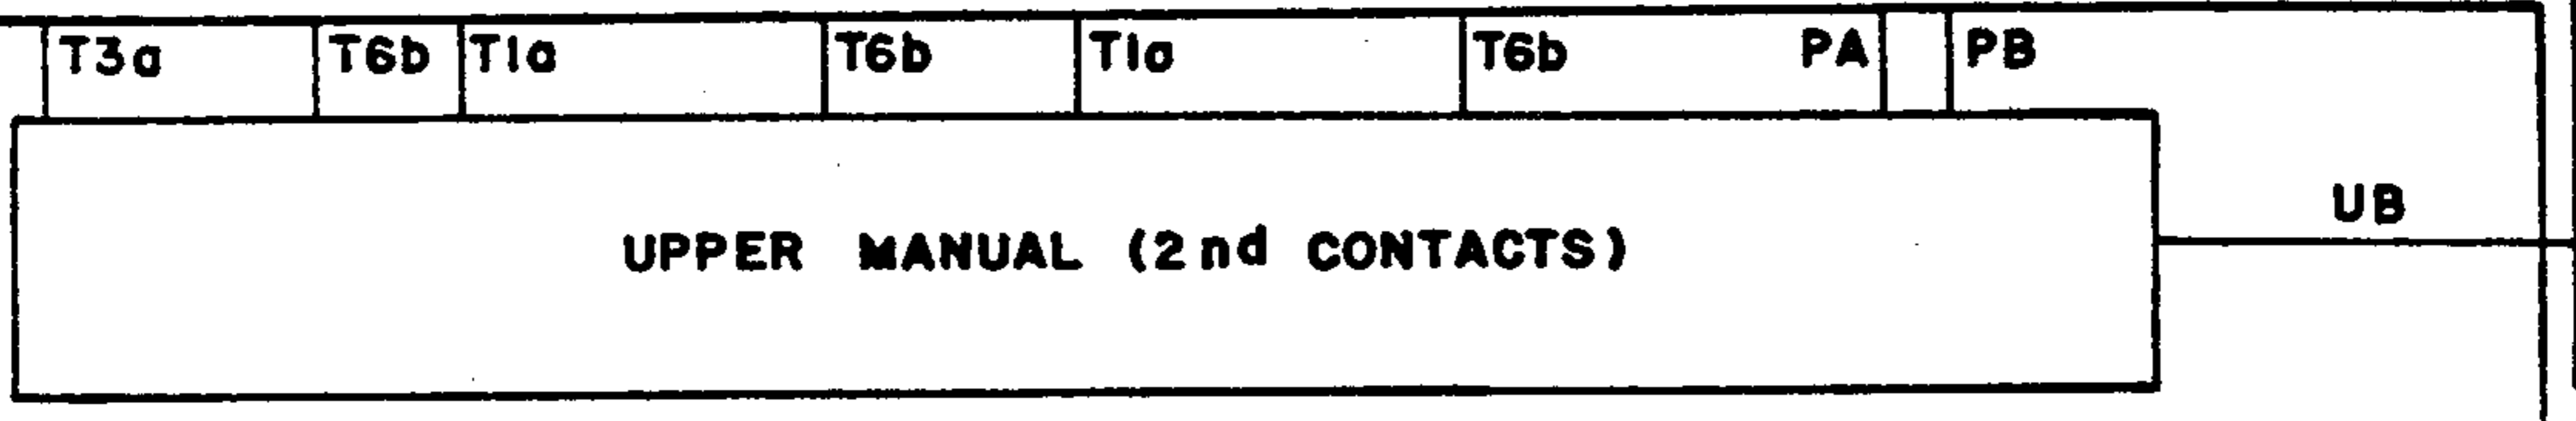 T3a T6b T1a T6b T1a T6b PA PB
UB
UPPER MANUAL (2nd CONTACTS)